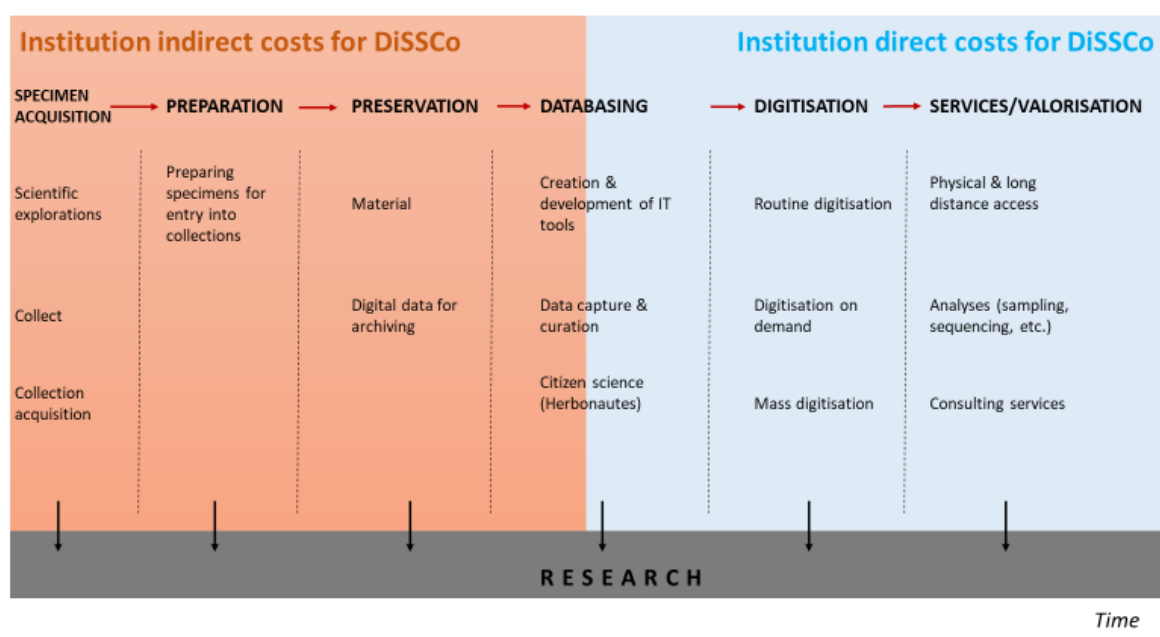 Institution indirect costs for DiSSCo
Institution direct costs for DiSSCo
SPECIMEN
ACQUISITION
PREPARATION
PRESERVATION
DATABASING
DIGITISATION
SERVICES/VALORISATION
Scientific
explorations
Collect
Collection
acquisition
Preparing
specimens for
entry into
collections
Material
Digital data for
archiving
Creation &
development of IT
tools
Data capture &
curation
Citizen science
(Herbonautes)
Routine digitisation
Digitisation on
demand
Mass digitisation
Physical & long
distance access
Analyses (sampling,
sequencing, etc.)
Consulting services
RESEARCH
Time